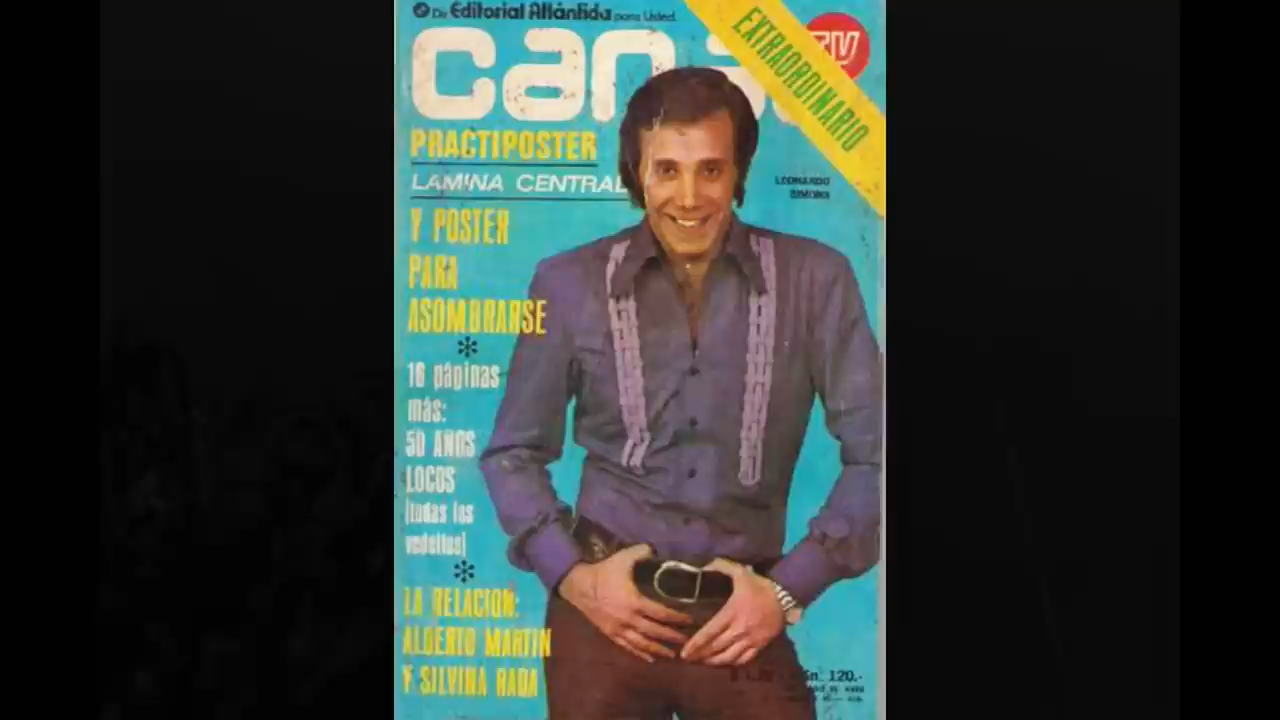 De Editorial Atlántida para Usted.
cana
TV
EXTRAORDINARIO
PRACTIPOSTER
LAMINA CENTRAL
LEONARDO
SIMONS
Y POSTER
PARA
ASOMBRARSE
*
16 páginas
más:
50 AÑOS
LOCOS
(todas las
vedettes)
*
LA RELACION:
ALBERTO MARTIN
Y SILVINA RADA
120.-